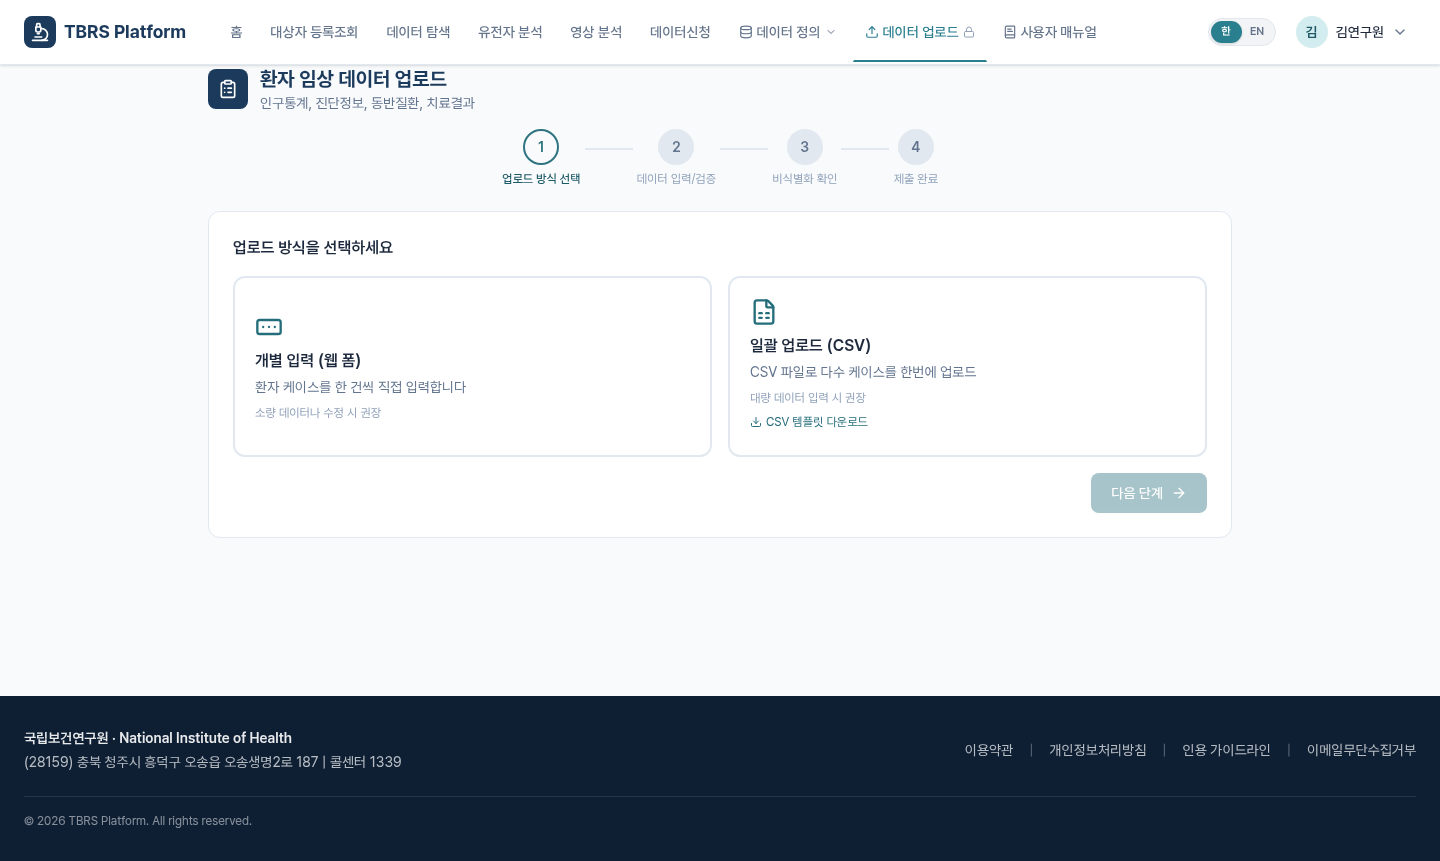 TBRS Platform
홈
대상자 등록조회
데이터 탐색
유전자 분석
영상 분석
데이터신청
데이터 정의
데이터 업로드
사용자 매뉴얼
한
EN
김
김연구원
환자 임상 데이터 업로드
인구통계, 진단정보, 동반질환, 치료결과
1
2
3
4
업로드 방식 선택
데이터 입력/검증
비식별화 확인
제출 완료
업로드 방식을 선택하세요
개별 입력 (웹 폼)
환자 케이스를 한 건씩 직접 입력합니다
소량 데이터나 수정 시 권장
일괄 업로드 (CSV)
CSV 파일로 다수 케이스를 한번에 업로드
대량 데이터 입력 시 권장
CSV 템플릿 다운로드
다음 단계
국립보건연구원 · National Institute of Health
(28159) 충북 청주시 흥덕구 오송읍 오송생명2로 187 | 콜센터 1339
이용약관 | 개인정보처리방침 | 인용 가이드라인 | 이메일무단수집거부
© 2026 TBRS Platform. All rights reserved.